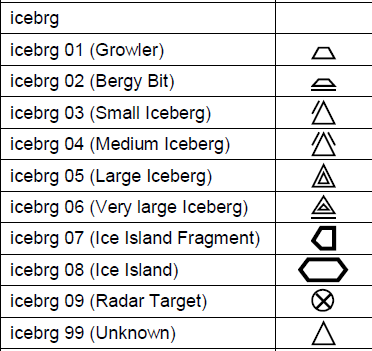 icebrg
icebrg 01 (Growler)
icebrg 02 (Bergy Bit)
icebrg 03 (Small Iceberg)
icebrg 04 (Medium Iceberg)
icebrg 05 (Large Iceberg)
icebrg 06 (Very large Iceberg)
icebrg 07 (Ice Island Fragment)
icebrg 08 (Ice Island)
icebrg 09 (Radar Target)
icebrg 99 (Unknown)